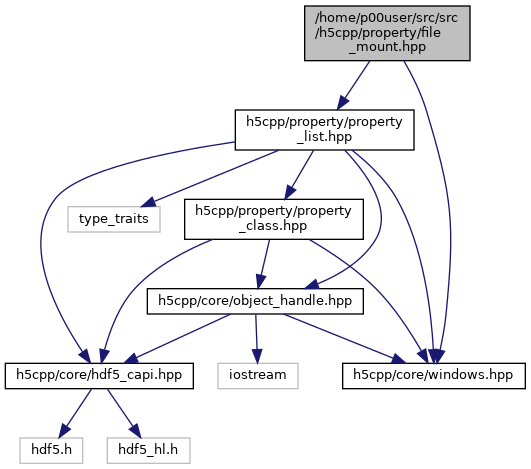 /home/p00user/src/src
/h5cpp/property/file
_mount.hpp
h5cpp/property/property
_list.hpp
type_traits
h5cpp/property/property
_class.hpp
h5cpp/core/object_handle.hpp
h5cpp/core/hdf5_capi.hpp
iostream
h5cpp/core/windows.hpp
hdf5.h
hdf5_hl.h